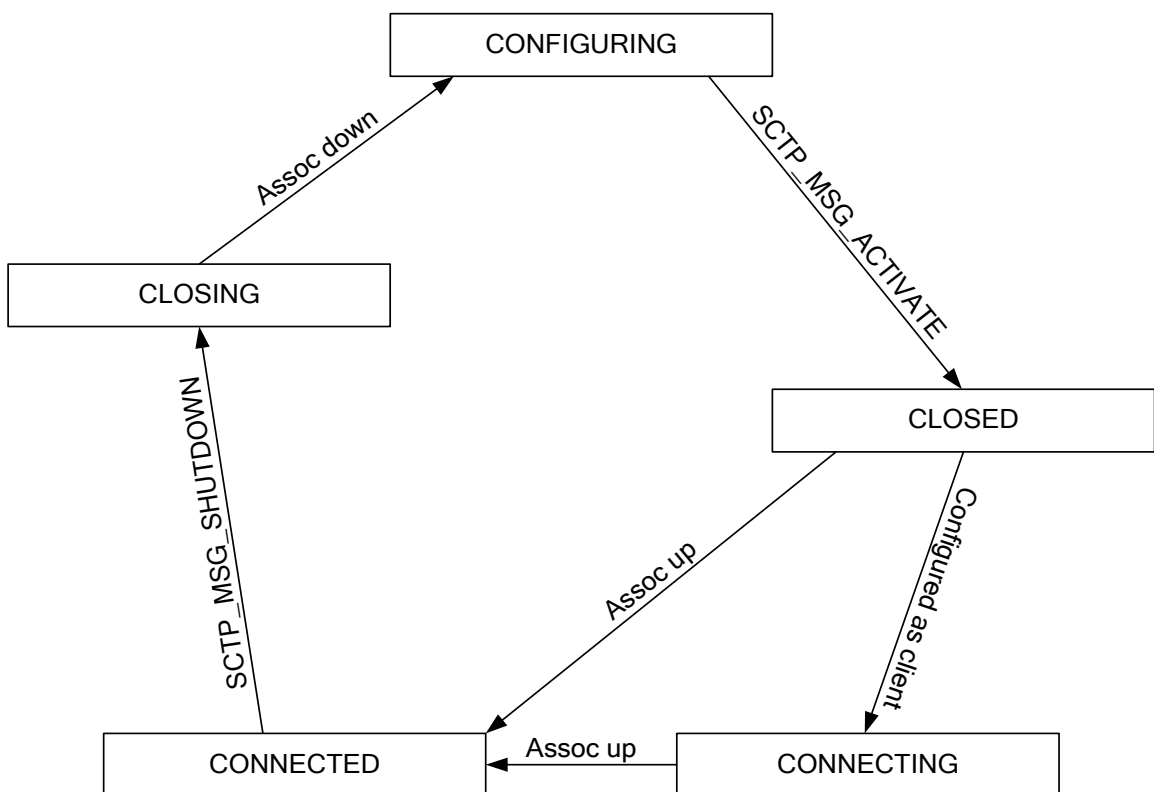 CONFIGURING
Assoc down
SCTP_MSG_ACTIVATE
CLOSING
CLOSED
SCTP_MSG_SHUTDOWN
Assoc up
Configured as client
CONNECTED
Assoc up
CONNECTING